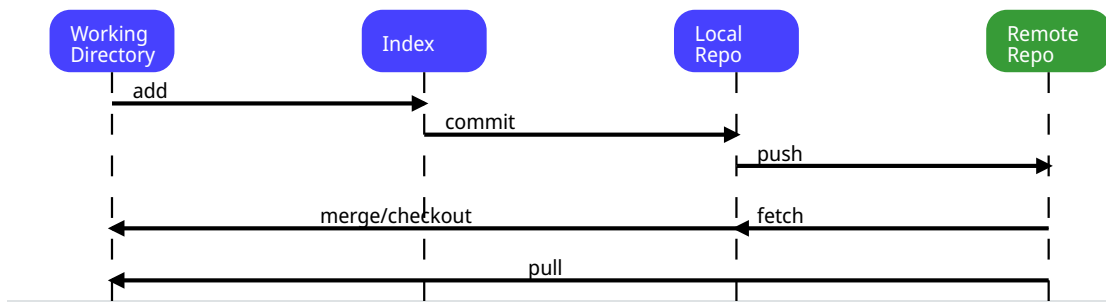 Working
Directory
Index
Local
Repo
Remote
Repo
add
commit
push
merge/checkout
fetch
pull